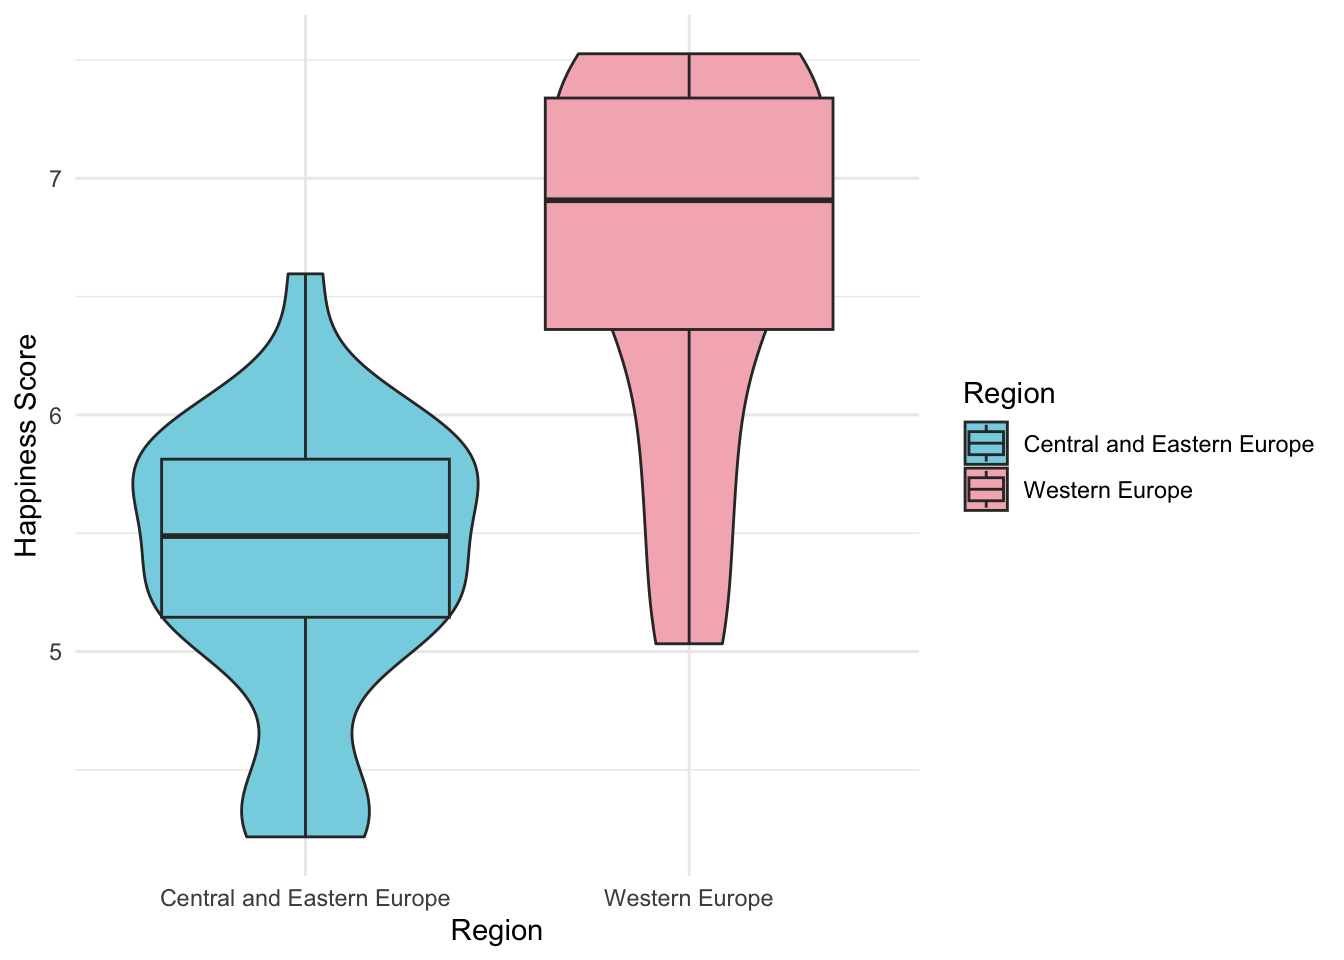 Happiness Score
7
6
5
Central and Eastern Europe
Western Europe
Region
Region
Central and Eastern Europe
Western Europe